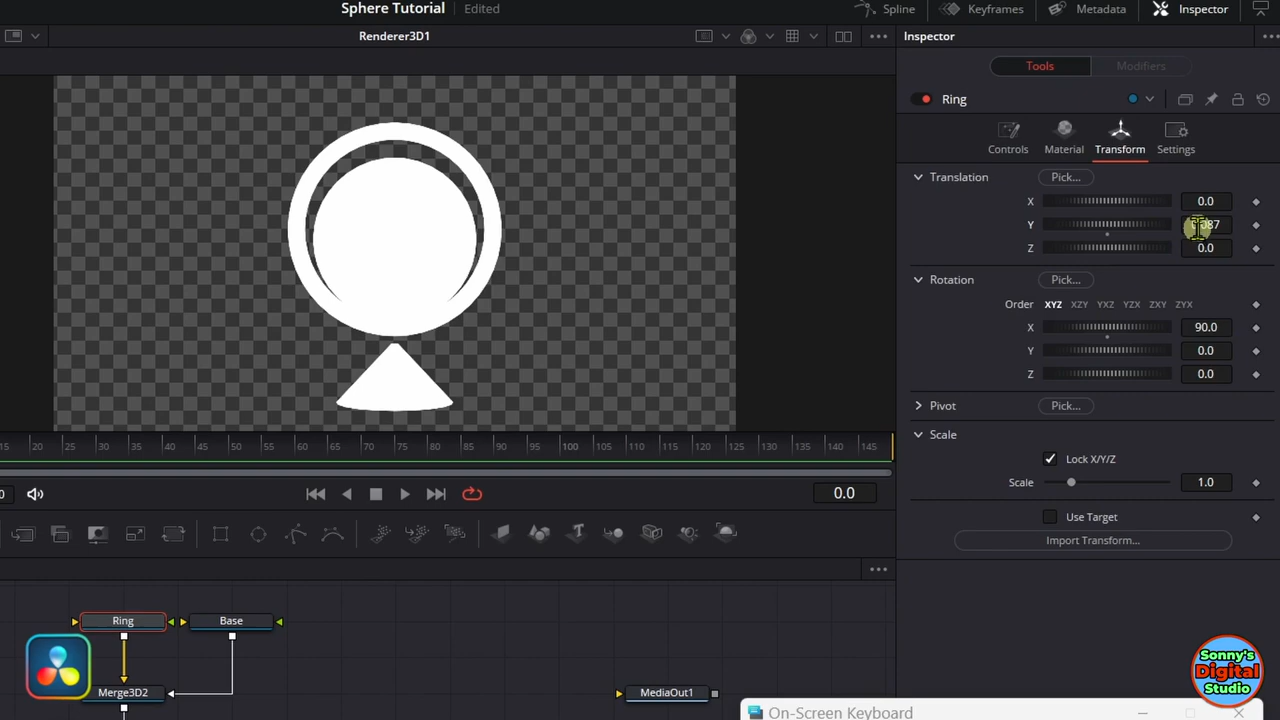 Sphere Tutorial Edited
Spline Keyframes Metadata Inspector
Renderer3D1
Inspector
Tools Modifiers
Ring
Controls Material Transform Settings
Translation Pick...
X 0.0
Y
Z 0.0
Rotation Pick...
Order XYZ XZY YXZ YZX ZXY ZYX
X 90.0
Y 0.0
Z 0.0
Pivot Pick...
Scale
Lock X/Y/Z
Scale 1.0
Use Target
Import Transform...
15 20 25 30 35 40 45 50 55 60 65 70 75 80 85 90 95 100 105 110 115 120 125 130 135 140 145
0 0.0
Ring Base
Merge3D2 MediaOut1
Sonny's
Digital
Studio
On-Screen Keyboard